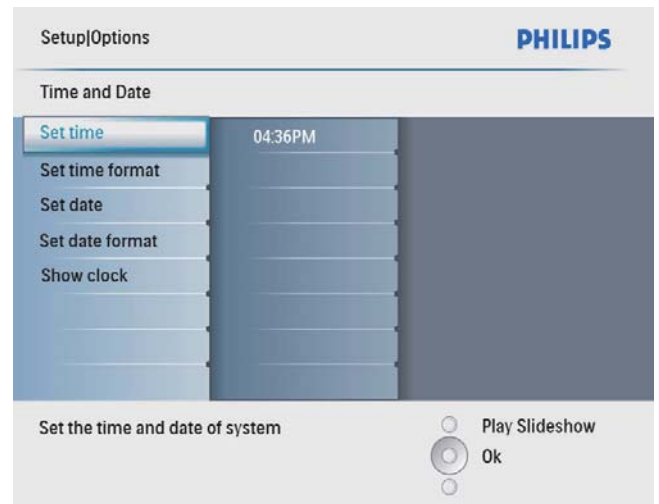 Setup|Options
PHILIPS
Time and Date
Set time
04:36PM
Set time format
Set date
Set date format
Show clock
Set the time and date of system
Play Slideshow
Ok